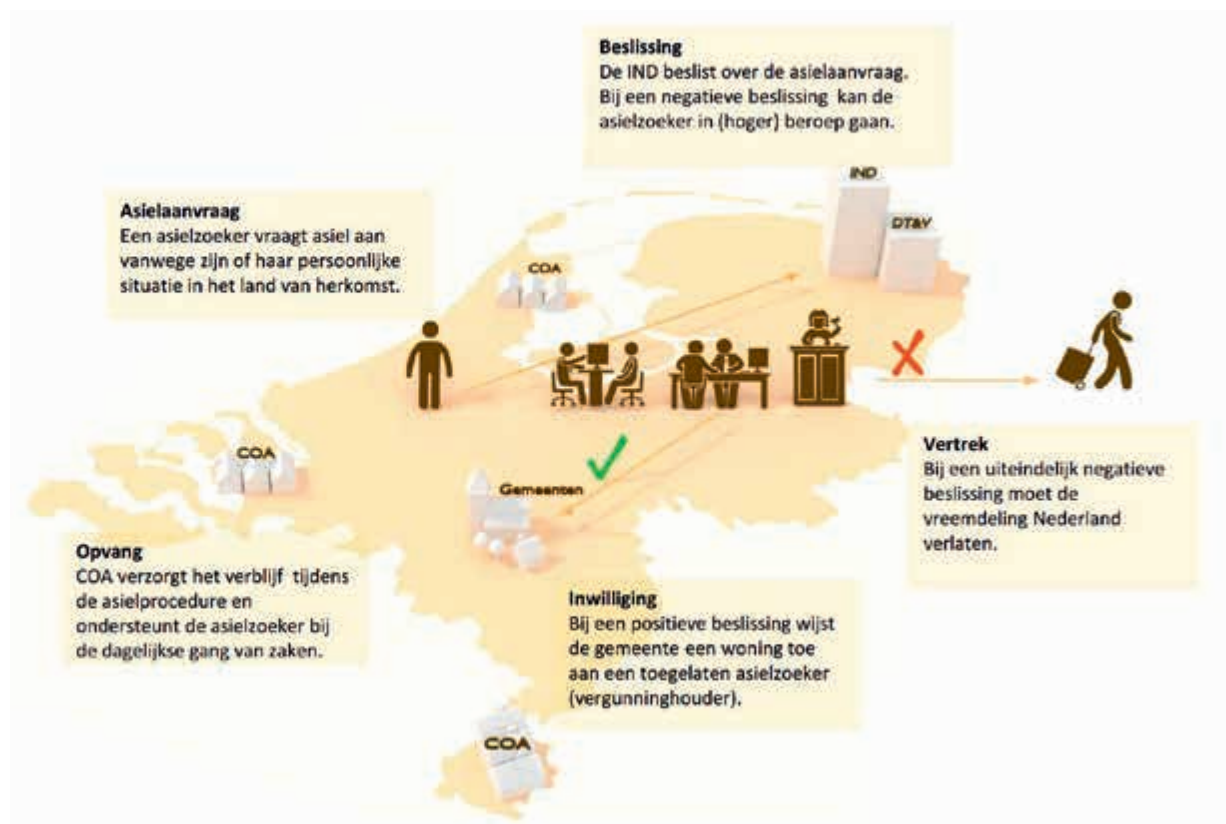 Beslissing
De IND beslist over de asielaanvraag.
Bij een negatieve beslissing kan de
asielzoeker in (hoger) beroep gaan.
IND
DT&V
Asielaanvraag
Een asielzoeker vraagt asiel aan
vanwege zijn of haar persoonlijke
situatie in het land van herkomst.
COA
COA
Gemeenten
Vertrek
Bij een uiteindelijk negatieve
beslissing moet de
vreemdeling Nederland
verlaten.
Opvang
COA verzorgt het verblijf tijdens
de asielprocedure en
ondersteunt de asielzoeker bij
de dagelijkse gang van zaken.
Inwilliging
Bij een positieve beslissing wijst
de gemeente een woning toe
aan een toegelaten asielzoeker
(vergunninghouder).
COA